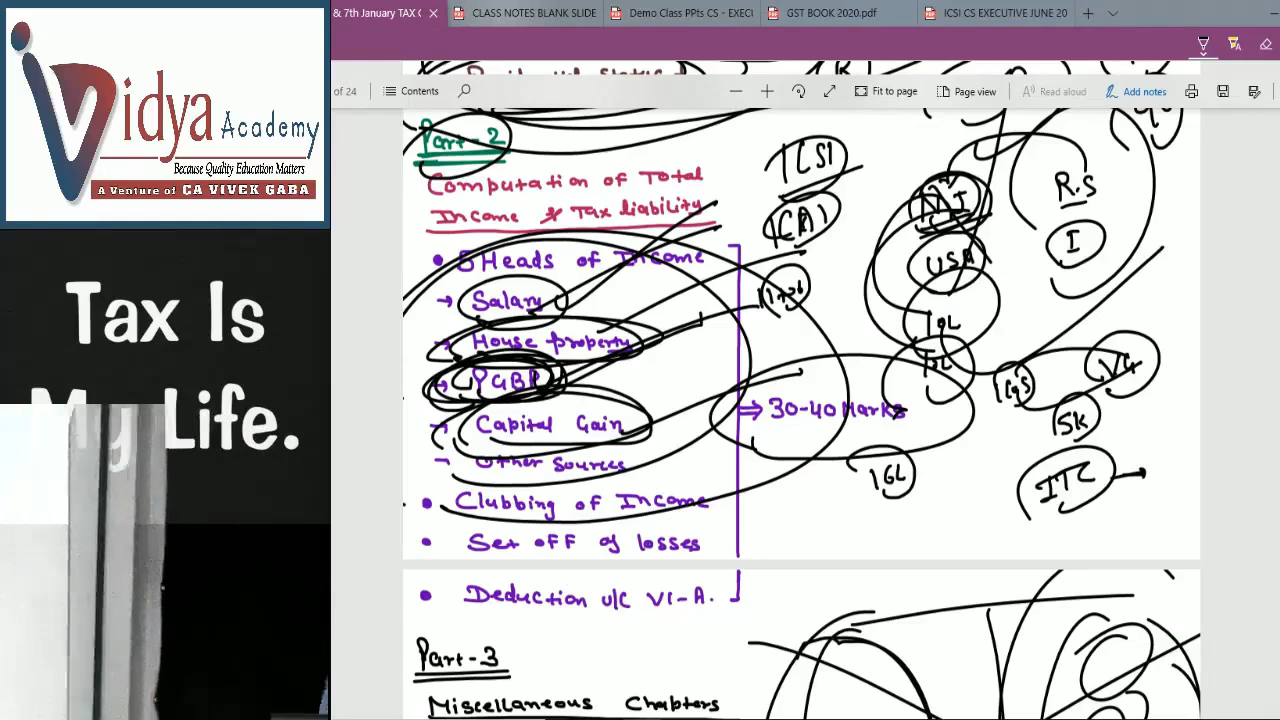 & 7th January TAX C
CLASS NOTES BLANK SLIDE
Demo Class PPts CS - EXECU
GST BOOK 2020.pdf
ICSI CS EXECUTIVE JUNE 20
of 24
Contents
Fit to page
Page view
Read aloud
Add notes
Vidya
Academy
Because Quality Education Matters
A Venture of CA VIVEK GABA
Tax Is
My Life.
Part-2
Computation of Total
Income & Tax liability
5 Heads of Income
→ Salary
→ House property
→ PGBP
→ Capital Gain
→ Other Sources
Clubbing of Income
Set off of losses
Deduction u/c VI-A.
⇒ 30-40 Marks
ICSI
ICAI
USA
IGL
R.S
I
VG
SK
ITC →
IGL
Part-3
Miscellaneous Chapters